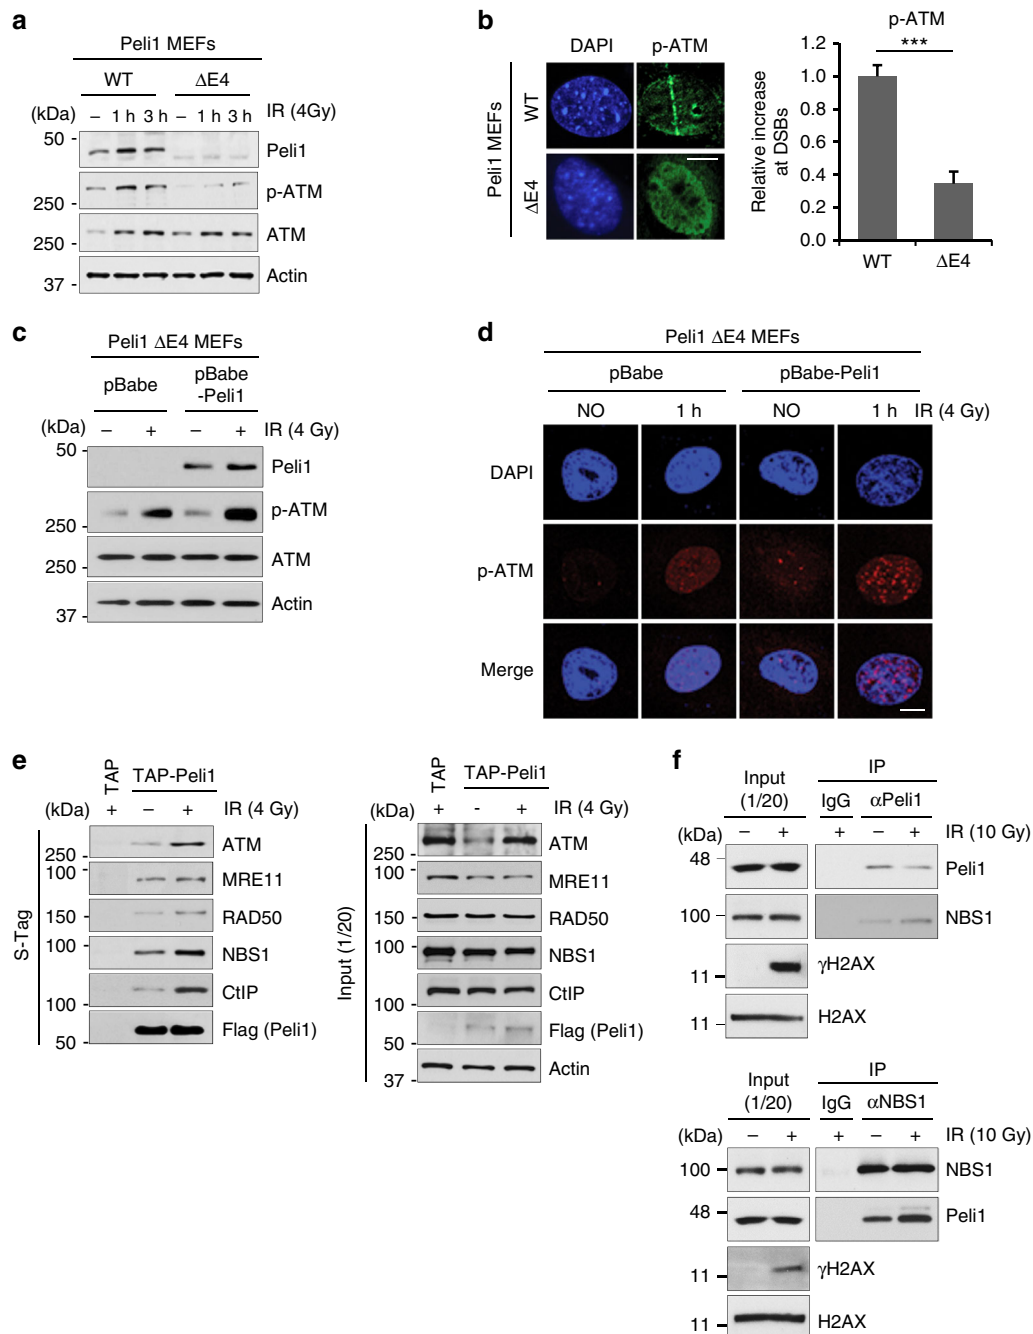 a
Peli1 MEFs
WT ΔE4
(kDa) – 1 h 3 h – 1 h 3 h IR (4Gy)
50 - Peli1
p-ATM
250 -
ATM
250 -
Actin
37 -
b
DAPI p-ATM
Peli1 MEFs
WT
ΔE4
p-ATM
***
Relative increase
at DSBs
1.2
1.0
0.8
0.6
0.4
0.2
0.0
WT ΔE4
c
Peli1 ΔE4 MEFs
pBabe pBabe
-Peli1
(kDa) – + – + IR (4 Gy)
50 - Peli1
p-ATM
250 -
ATM
250 -
Actin
37 -
d
Peli1 ΔE4 MEFs
pBabe pBabe-Peli1
NO 1 h NO 1 h IR (4 Gy)
DAPI
p-ATM
Merge
e
TAP TAP-Peli1
(kDa) + – + IR (4 Gy)
S-Tag
ATM
250 -
100 -
MRE11
150 - RAD50
100 - NBS1
CtIP
100 -
Flag (Peli1)
50 -
TAP TAP-Peli1
(kDa) + - + IR (4 Gy)
Input (1/20)
ATM
250 -
100 -
MRE11
150 - RAD50
100 - NBS1
CtIP
100 -
Flag (Peli1)
50 -
Actin
37 -
f
Input
(1/20)
IP
IgG αPeli1
(kDa) – + + – + IR (10 Gy)
48 – Peli1
100 – NBS1
γH2AX
11 –
11 – H2AX
Input
(1/20)
IP
IgG αNBS1
(kDa) – + + – + IR (10 Gy)
100 – NBS1
48 – Peli1
γH2AX
11 –
H2AX
11 –